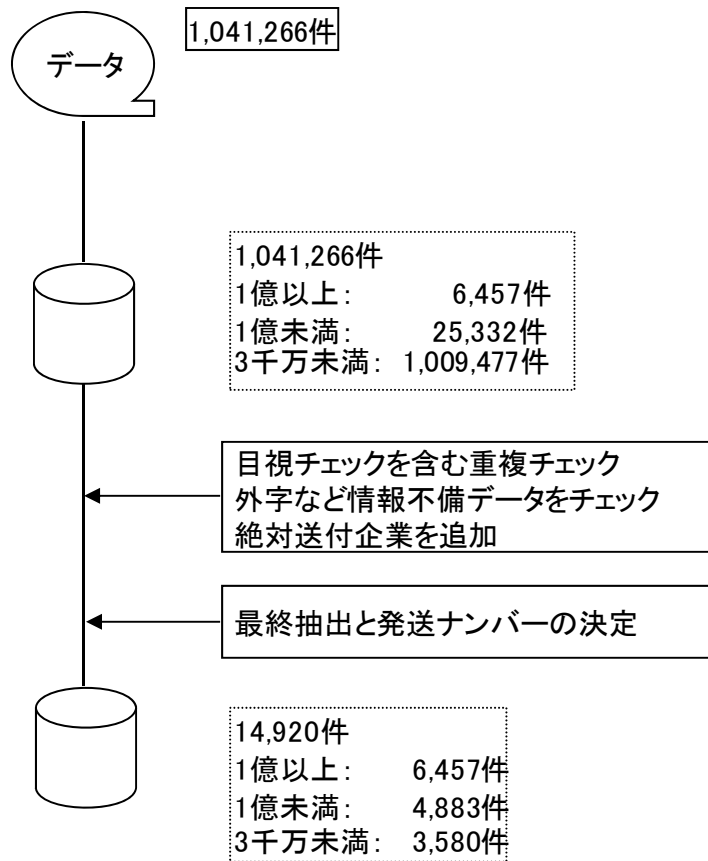 1,041,266件
データ
1,041,266件
1億以上: 6,457件
1億未満: 25,332件
3千万未満: 1,009,477件
目視チェックを含む重複チェック
外字など情報不備データをチェック
絶対送付企業を追加
最終抽出と発送ナンバーの決定
14,920件
1億以上: 6,457件
1億未満: 4,883件
3千万未満: 3,580件